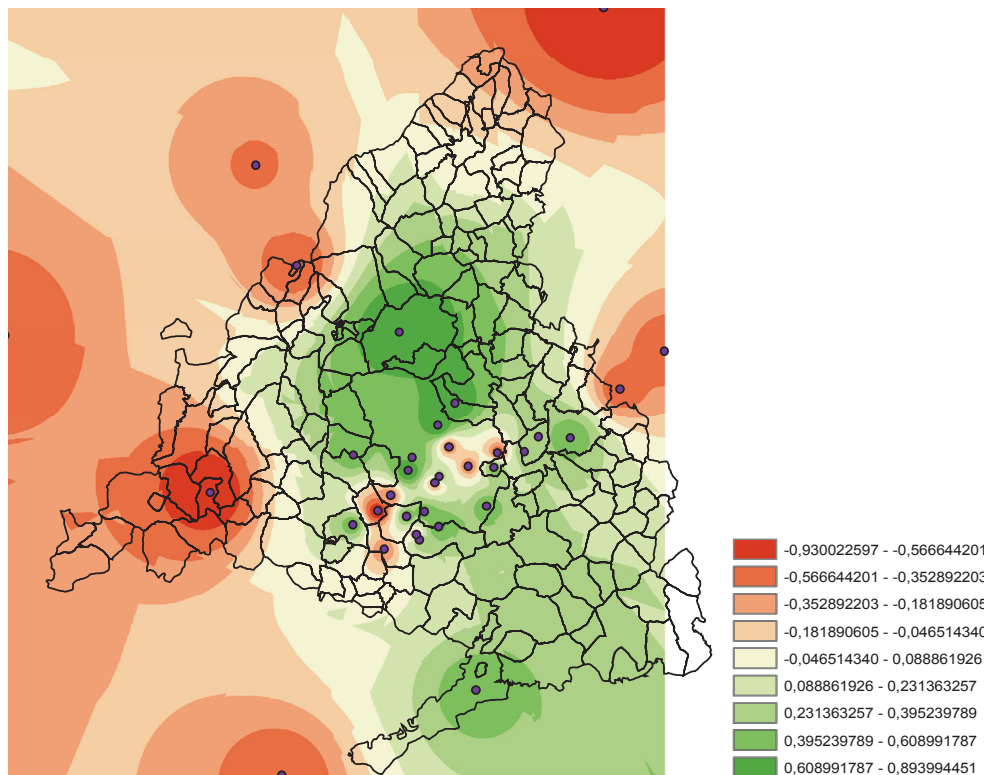 -0,930022597 - -0,566644201
-0,566644201 - -0,352892203
-0,352892203 - -0,181890605
-0,181890605 - -0,046514340
-0,046514340 - 0,088861926
0,088861926 - 0,231363257
0,231363257 - 0,395239789
0,395239789 - 0,608991787
0,608991787 - 0,893994451